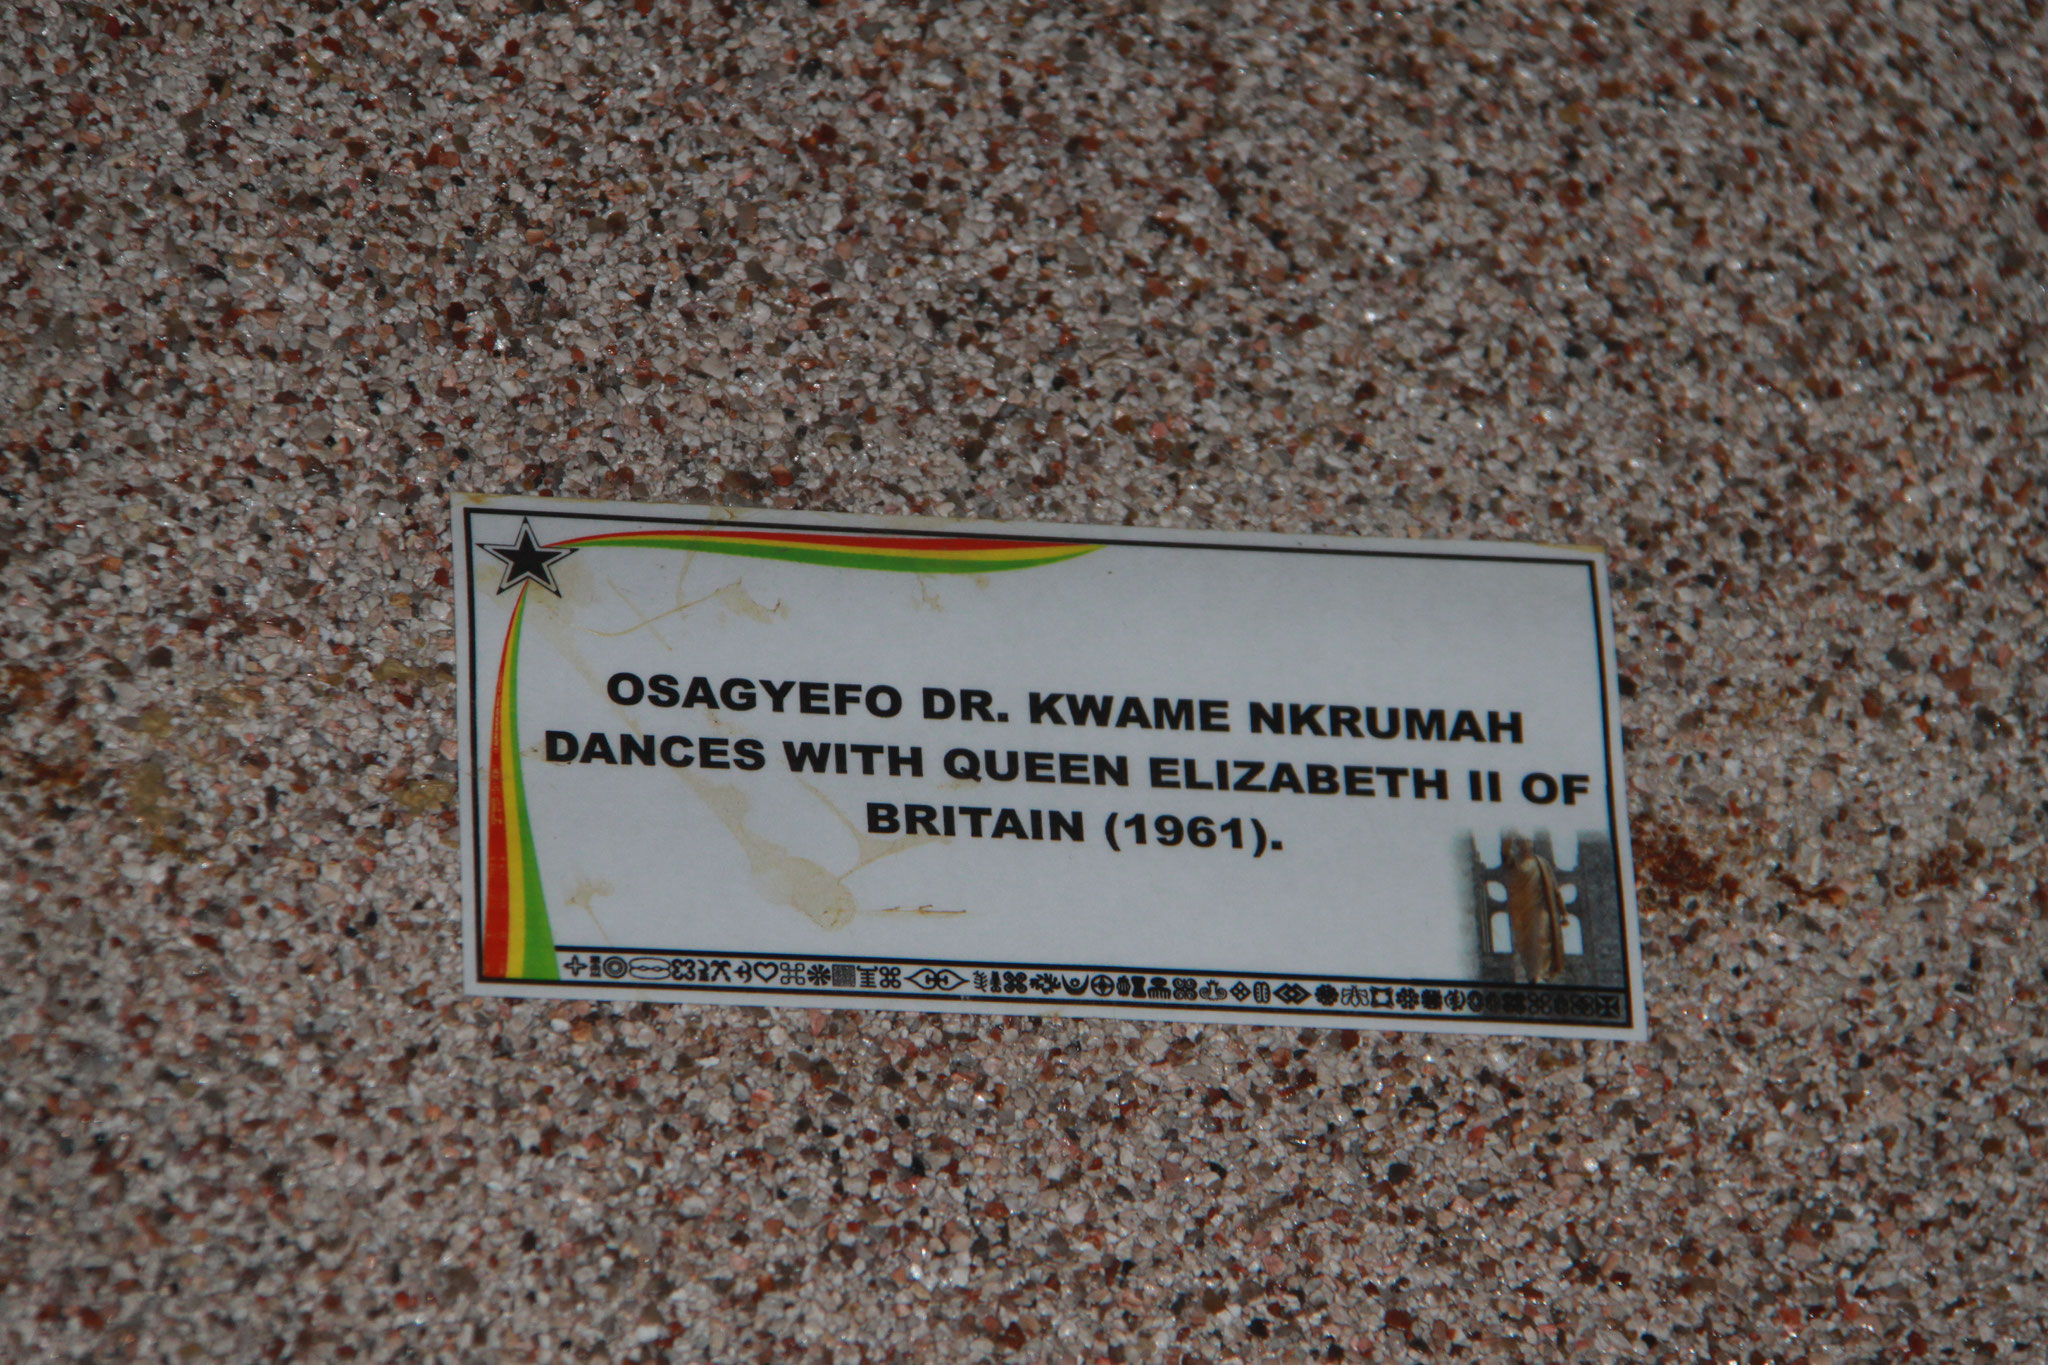 OSAGYEFO DR. KWAME NKRUMAH
DANCES WITH QUEEN ELIZABETH II OF
BRITAIN (1961).